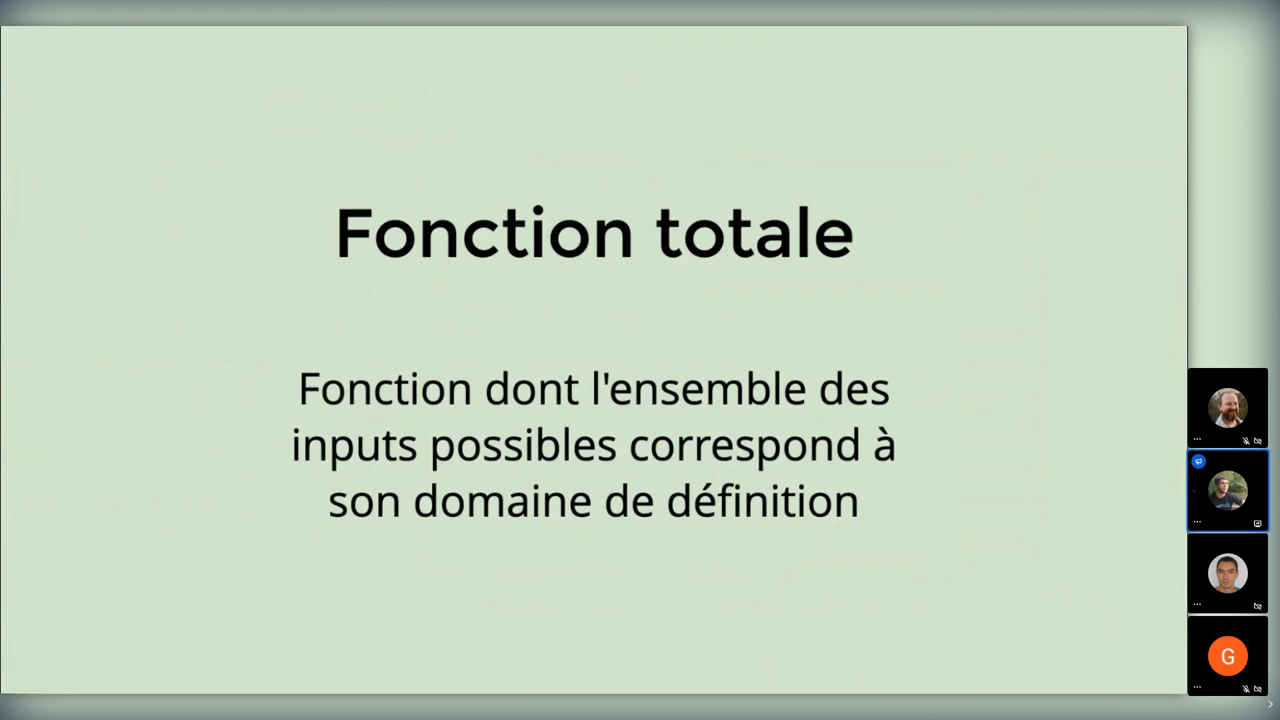 Fonction totale
Fonction dont l'ensemble des
inputs possibles correspond à
son domaine de définition
G